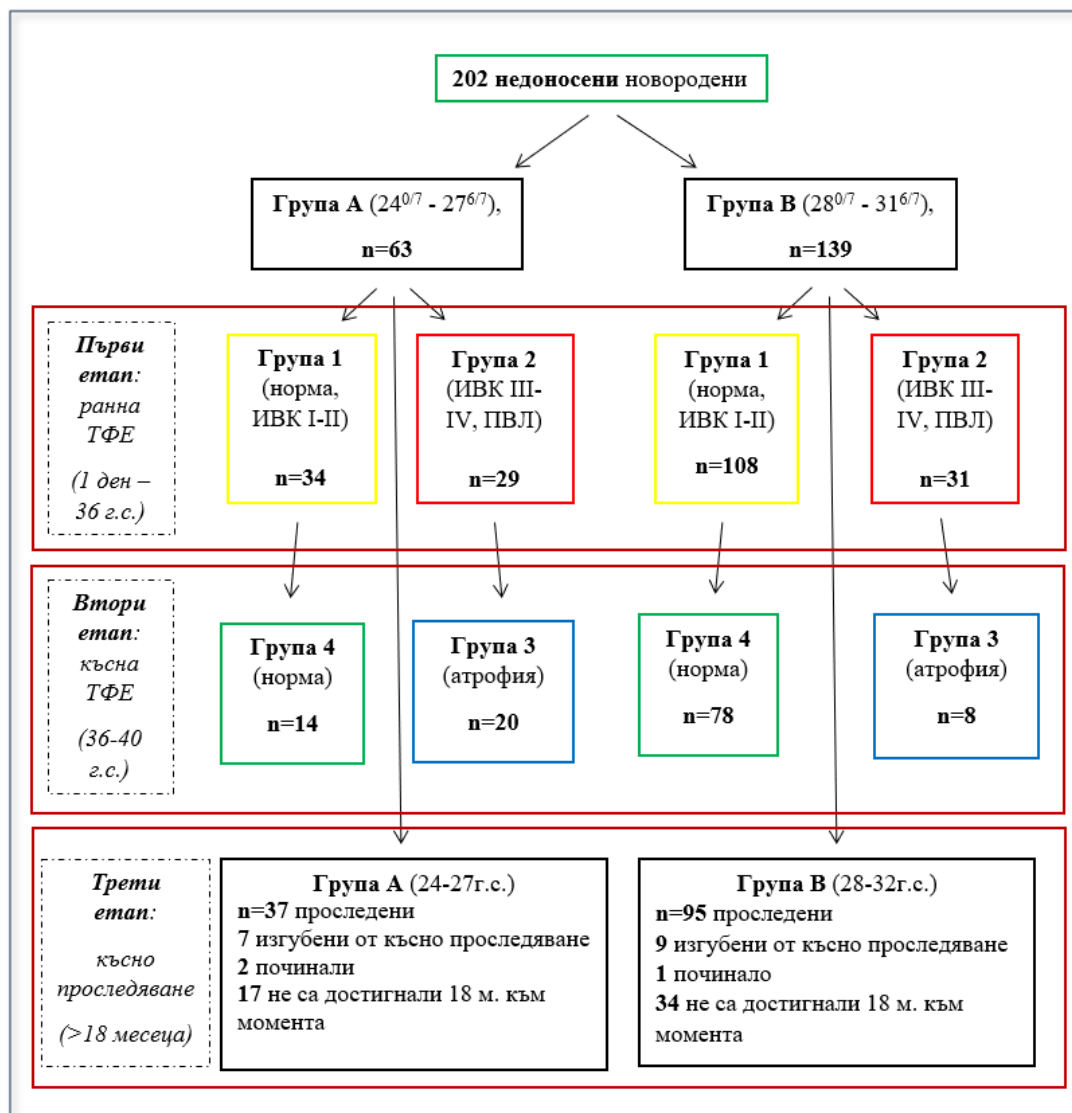 202 недоносени новородени
Група А (24⁰/⁷ - 27⁶/⁷),
n=63
Група В (28⁰/⁷ - 31⁶/⁷),
n=139
Първи
етап:
ранна
ТФЕ
(1 ден –
36 г.с.)
Група 1
(норма,
ИВК I-II)
n=34
Група 2
(ИВК III-
IV, ПВЛ)
n=29
Група 1
(норма,
ИВК I-II)
n=108
Група 2
(ИВК III-
IV, ПВЛ)
n=31
Втори
етап:
късна
ТФЕ
(36-40
г.с.)
Група 4
(норма)
n=14
Група 3
(атрофия)
n=20
Група 4
(норма)
n=78
Група 3
(атрофия)
n=8
Трети
етап:
късно
проследяване
(>18 месеца)
Група А (24-27г.с.)
n=37 проследени
7 изгубени от късно проследяване
2 починали
17 не са достигнали 18 м. към
момента
Група В (28-32г.с.)
n=95 проследени
9 изгубени от късно проследяване
1 починало
34 не са достигнали 18 м. към
момента